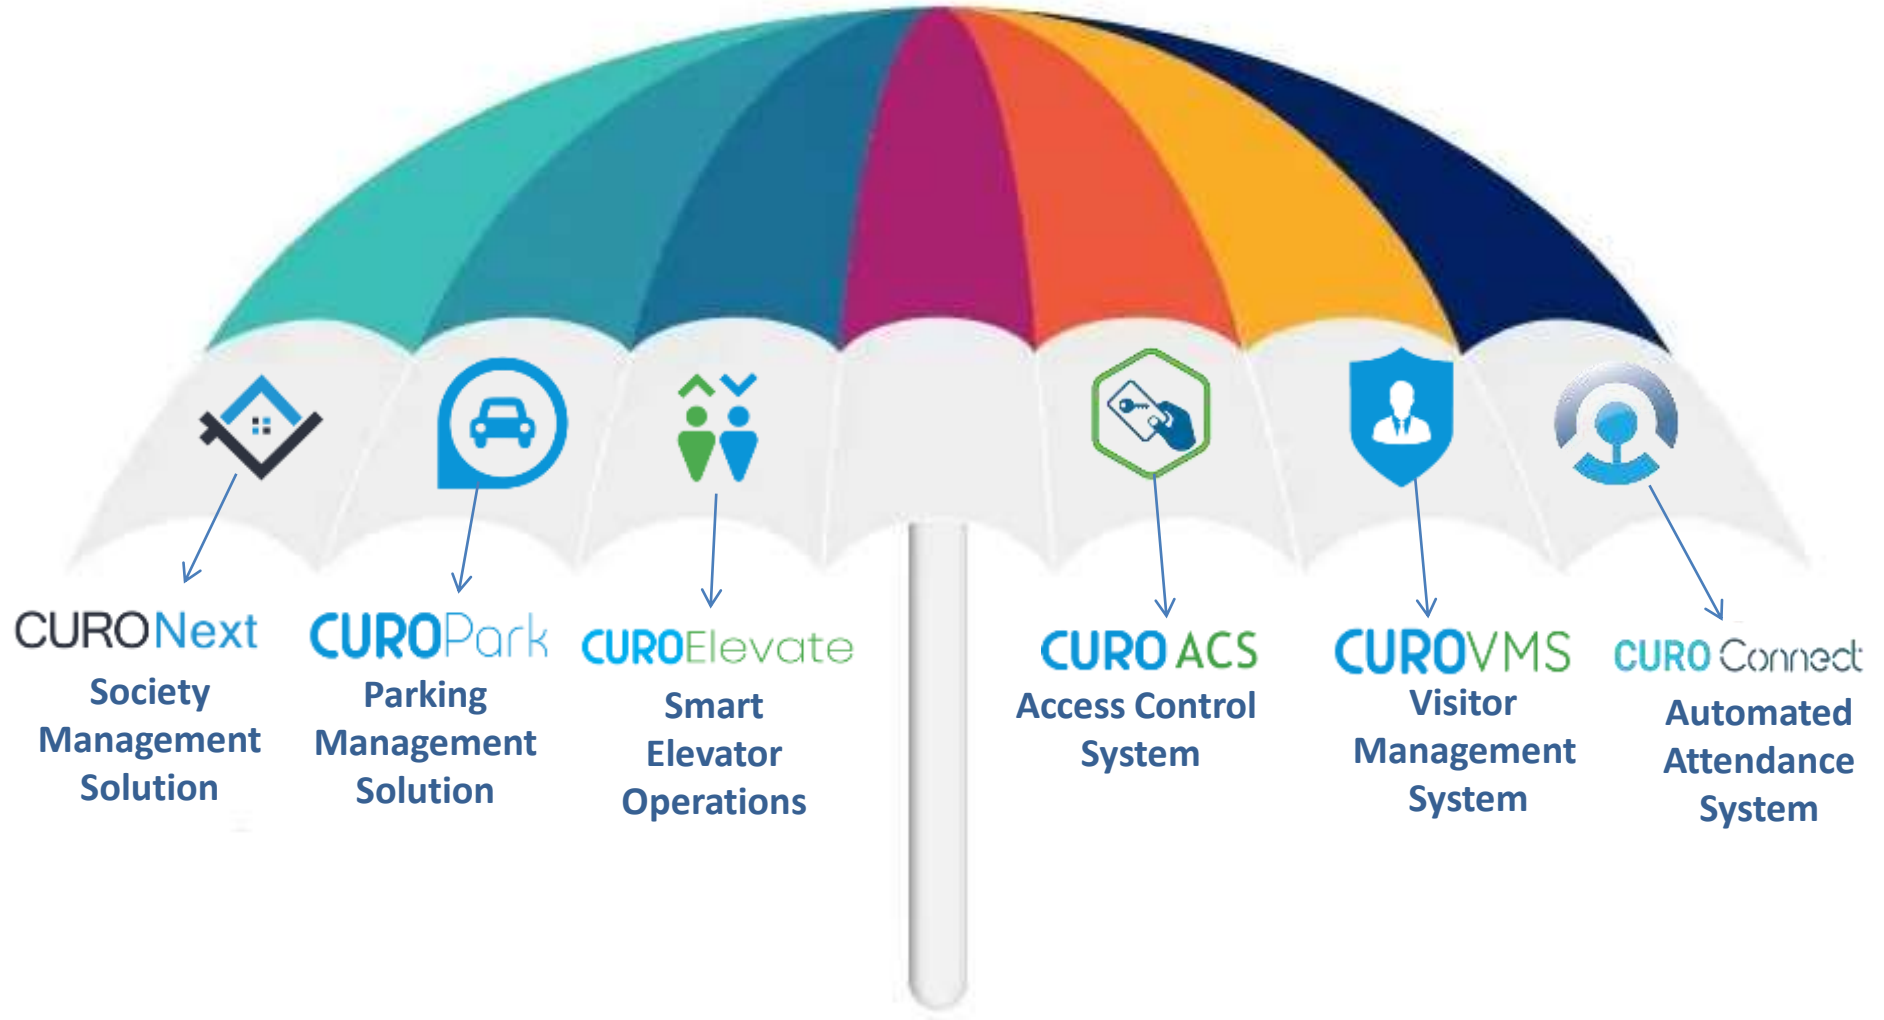 CURONext
Society
Management
Solution
CUROPark
Parking
Management
Solution
CUROElevate
Smart
Elevator
Operations
CURO ACS
Access Control
System
CUROVMS
Visitor
Management
System
CURO Connect
Automated
Attendance
System